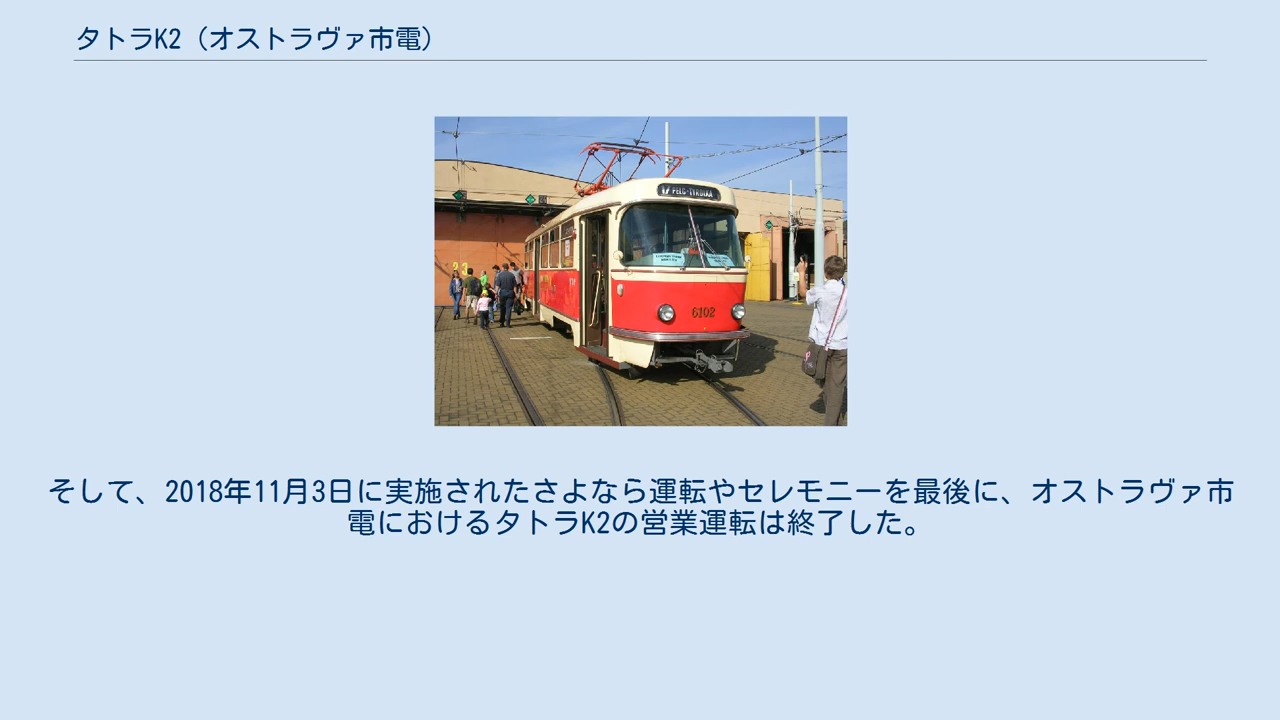 タトラK2（オストラヴァ市電）
17 FELC-TYRDIKA
6102
そして、2018年11月3日に実施されたさよなら運転やセレモニーを最後に、オストラヴァ市
電におけるタトラK2の営業運転は終了した。